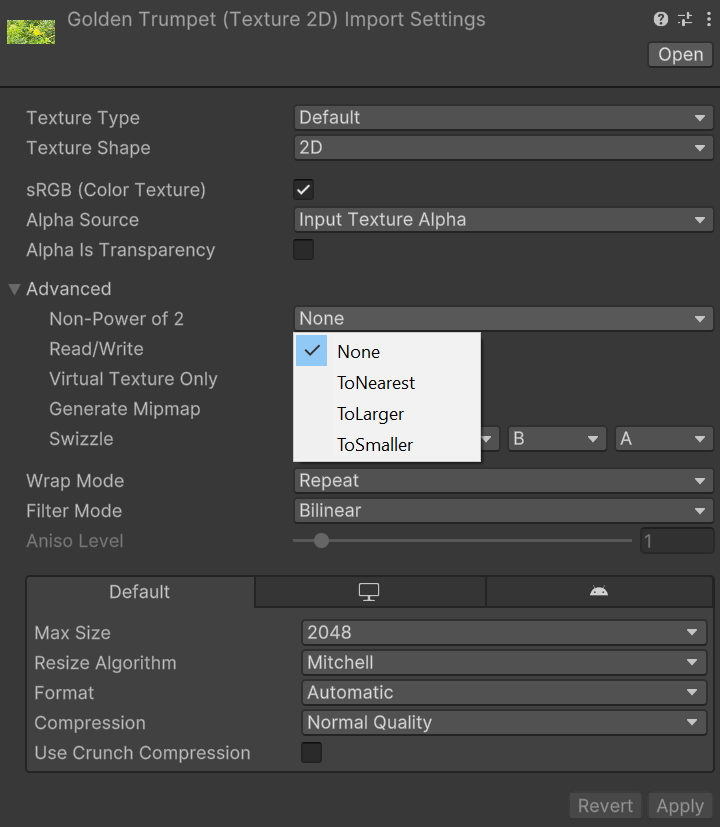 Golden Trumpet (Texture 2D) Import Settings
Open
Texture Type Default
Texture Shape 2D
sRGB (Color Texture)
Alpha Source Input Texture Alpha
Alpha Is Transparency
Advanced
Non-Power of 2 None
Read/Write None
Virtual Texture Only ToNearest
Generate Mipmap ToLarger
Swizzle ToSmaller B A
Wrap Mode Repeat
Filter Mode Bilinear
Aniso Level 1
Default
Max Size 2048
Resize Algorithm Mitchell
Format Automatic
Compression Normal Quality
Use Crunch Compression
Revert Apply